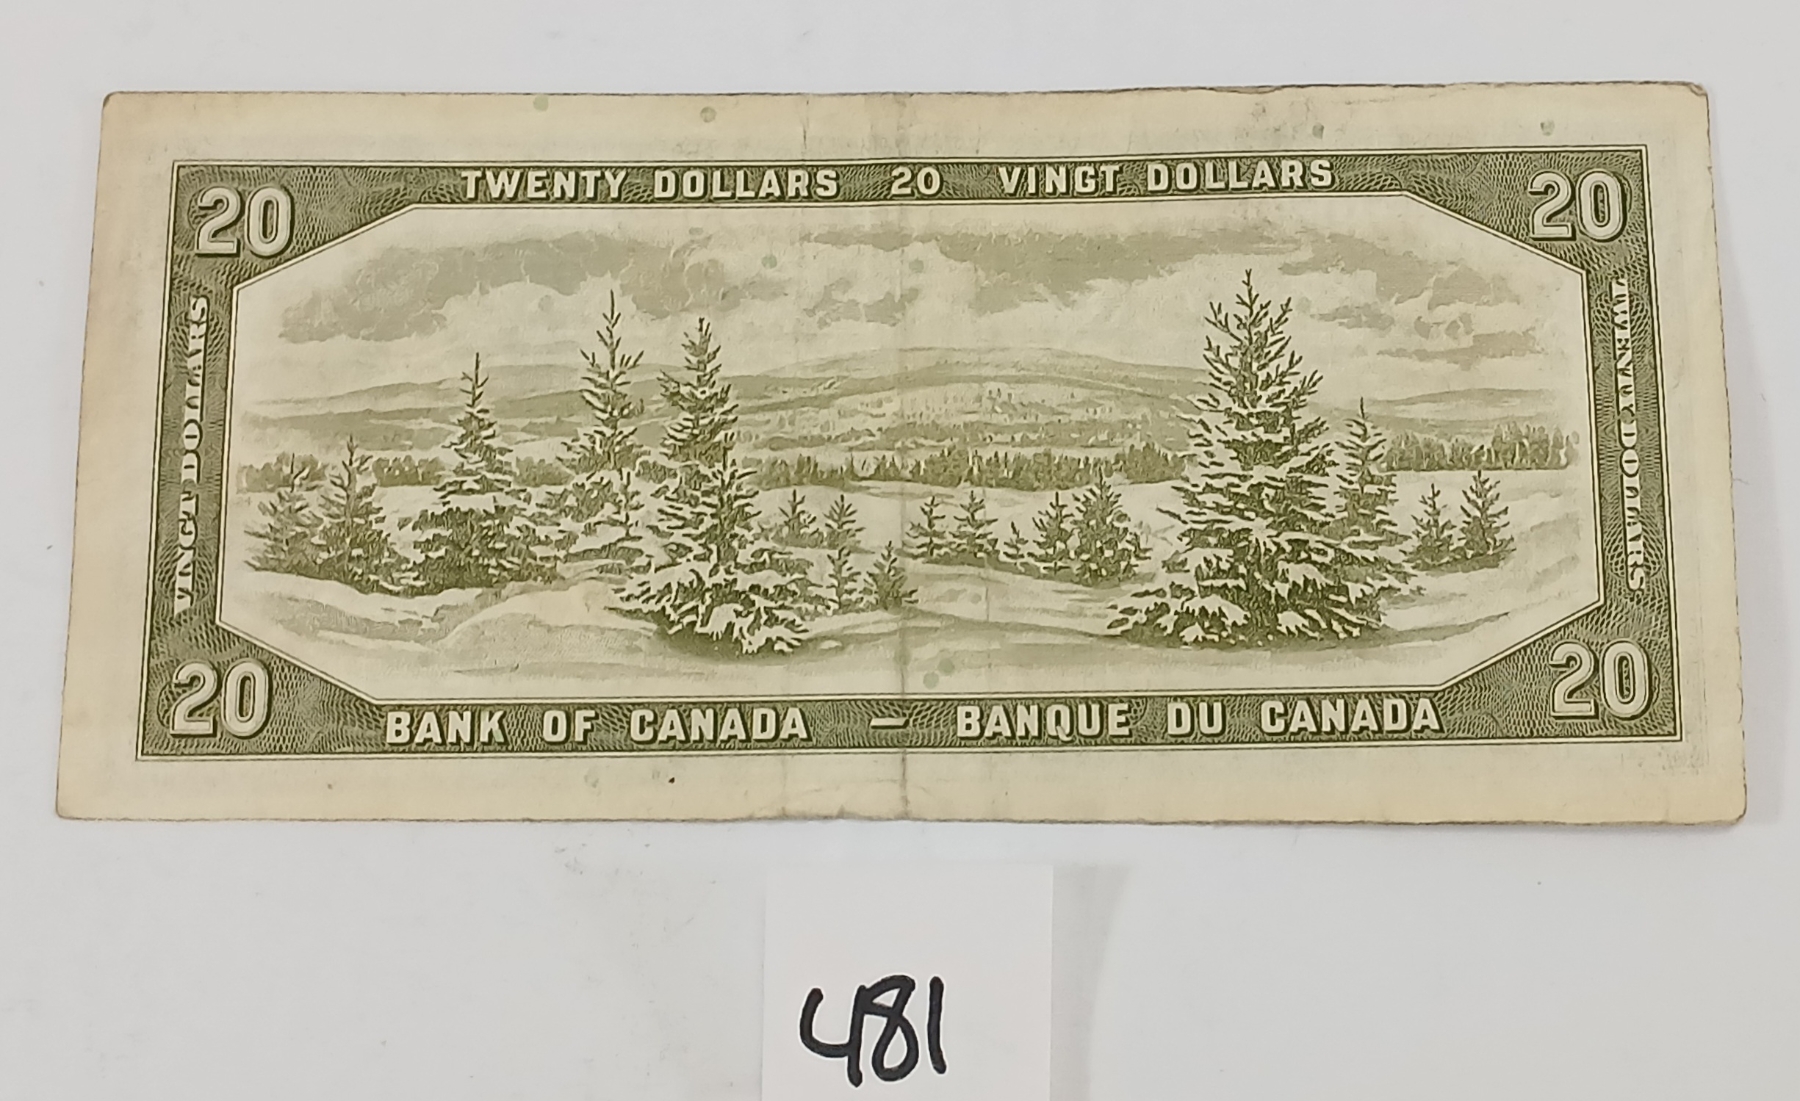 TWENTY DOLLARS 20 VINGT DOLLARS
20
20
VINGT DOLLARS
TWENTY DOLLARS
20
20
BANK OF CANADA — BANQUE DU CANADA
481